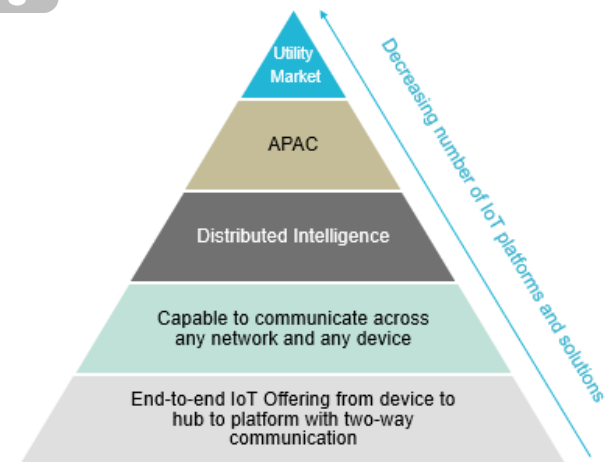 Utility
Market
APAC
Distributed Intelligence
Capable to communicate across
any network and any device
End-to-end IoT Offering from device to
hub to platform with two-way
communication
Decreasing number of IoT platforms and solutions